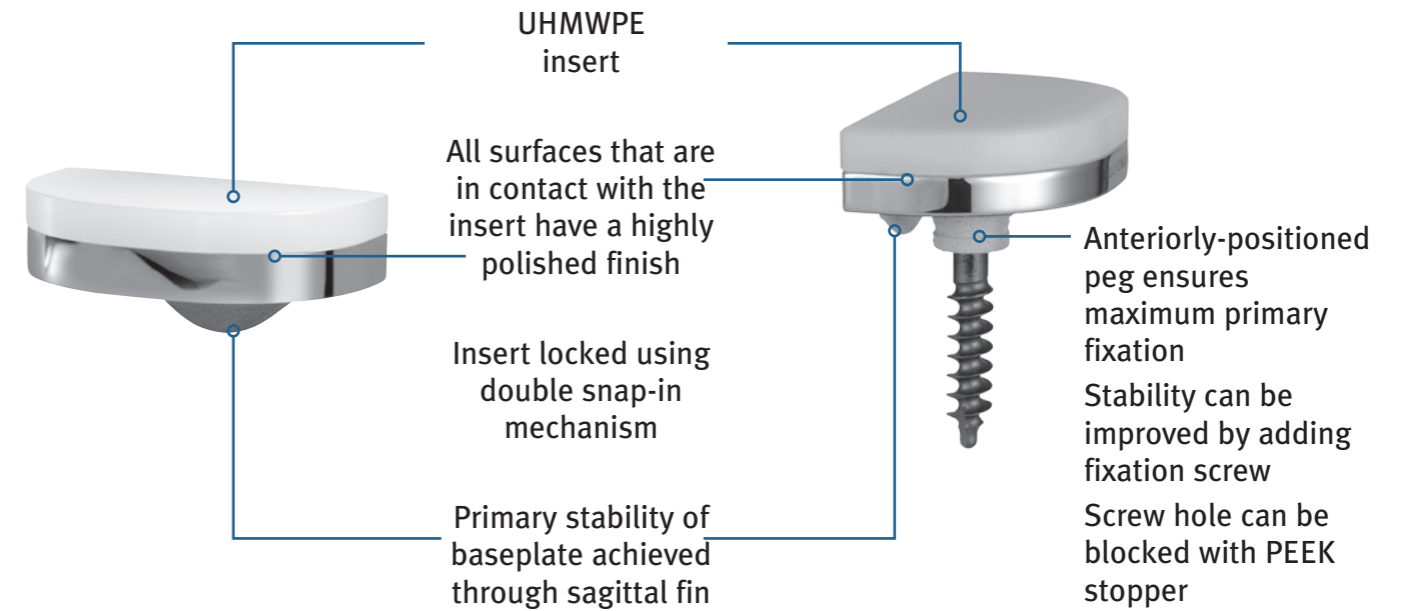 UHMWPE
insert
All surfaces that are
in contact with the
insert have a highly
polished finish
Insert locked using
double snap-in
mechanism
Primary stability of
baseplate achieved
through sagittal fin
Anteriorly-positioned
peg ensures
maximum primary
fixation
Stability can be
improved by adding
fixation screw
Screw hole can be
blocked with PEEK
stopper